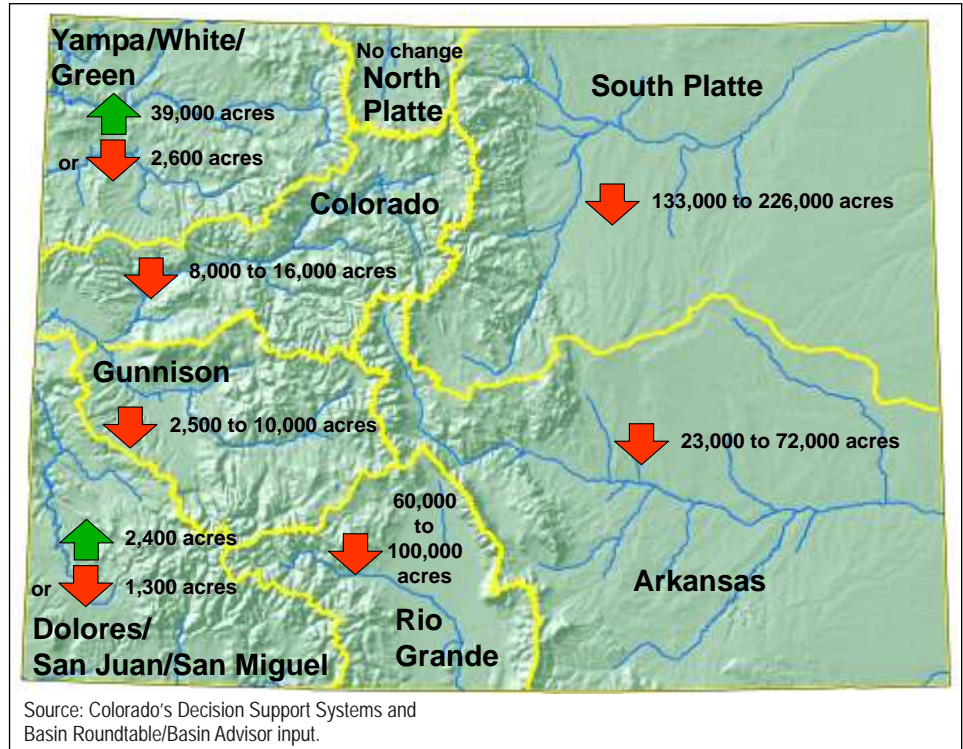 Yampa/White/
Green
39,000 acres
or 2,600 acres
No change
North
Platte
South Platte
133,000 to 226,000 acres
Colorado
8,000 to 16,000 acres
Gunnison
2,500 to 10,000 acres
23,000 to 72,000 acres
60,000
to
100,000
acres
2,400 acres
or 1,300 acres
Dolores/
San Juan/San Miguel
Rio
Grande
Arkansas
Source: Colorado's Decision Support Systems and
Basin Roundtable/Basin Advisor input.